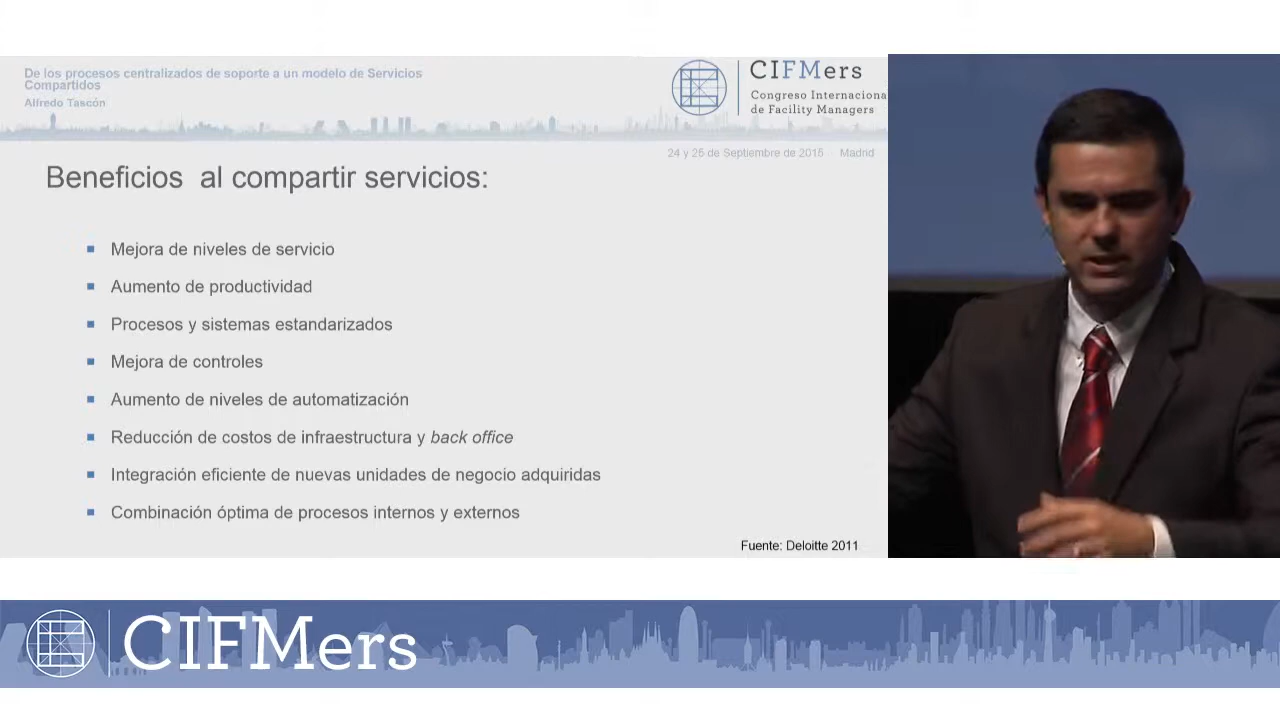 De los procesos centralizados de soporte a un modelo de Servicios
Compartidos
Alfredo Tascón
CIFMers
Congreso Internaciona
de Facility Managers
24 y 25 de Septiembre de 2015 Madrid
Beneficios al compartir servicios:
Mejora de niveles de servicio
Aumento de productividad
Procesos y sistemas estandarizados
Mejora de controles
Aumento de niveles de automatización
Reducción de costos de infraestructura y back office
Integración eficiente de nuevas unidades de negocio adquiridas
Combinación óptima de procesos internos y externos
Fuente: Deloitte 2011
CIFMers